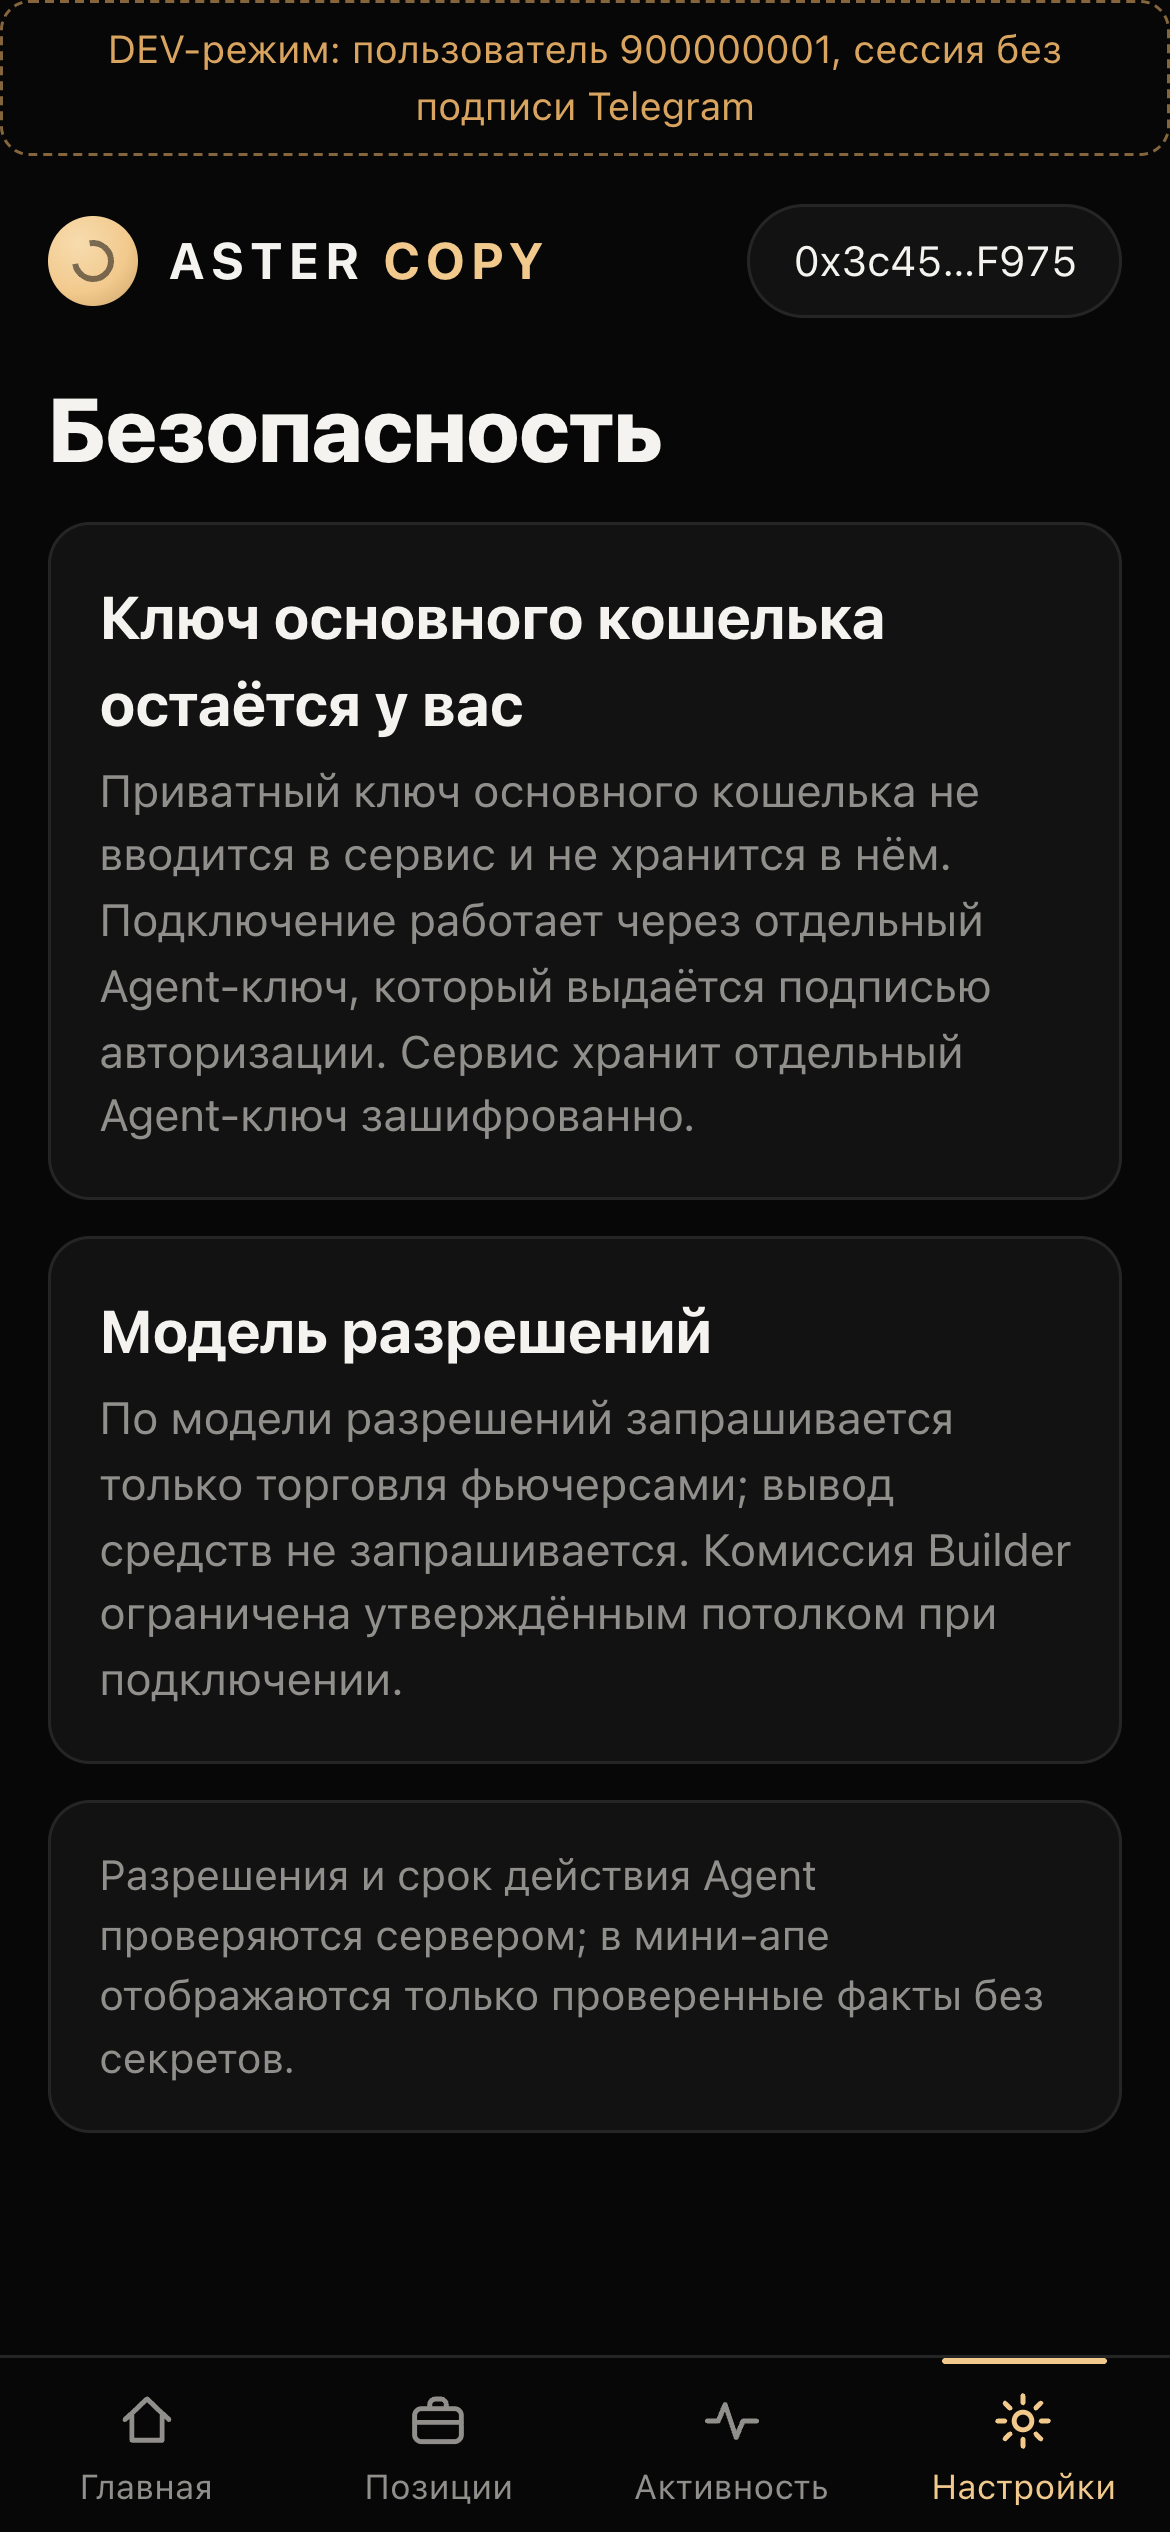 DEV-режим: пользователь 900000001, сессия без
подписи Telegram
ASTER COPY
0x3c45...F975
Безопасность
Ключ основного кошелька
остаётся у вас
Приватный ключ основного кошелька не
вводится в сервис и не хранится в нём.
Подключение работает через отдельный
Agent-ключ, который выдаётся подписью
авторизации. Сервис хранит отдельный
Agent-ключ зашифрованно.
Модель разрешений
По модели разрешений запрашивается
только торговля фьючерсами; вывод
средств не запрашивается. Комиссия Builder
ограничена утверждённым потолком при
подключении.
Разрешения и срок действия Agent
проверяются сервером; в мини-апе
отображаются только проверенные факты без
секретов.
Главная
Позиции
Активность
Настройки